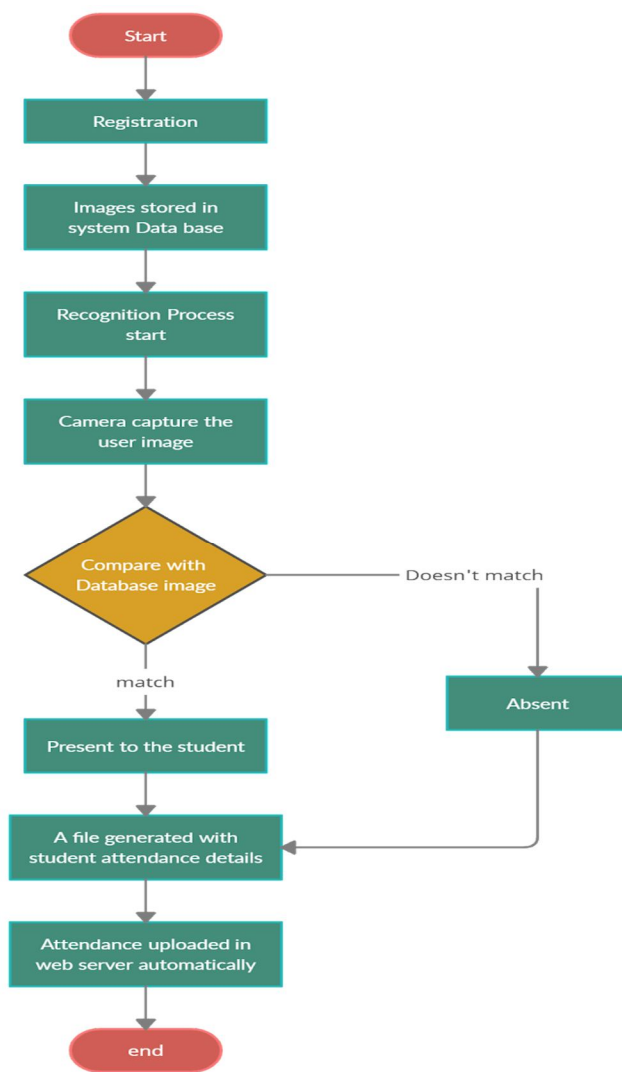 Start
Registration
Images stored in
system Data base
Recognition Process
start
Camera capture the
user image
Compare with
Database image
Doesn't match
match
Absent
Present to the student
A file generated with
student attendance details
Attendance uploaded in
web server automatically
end